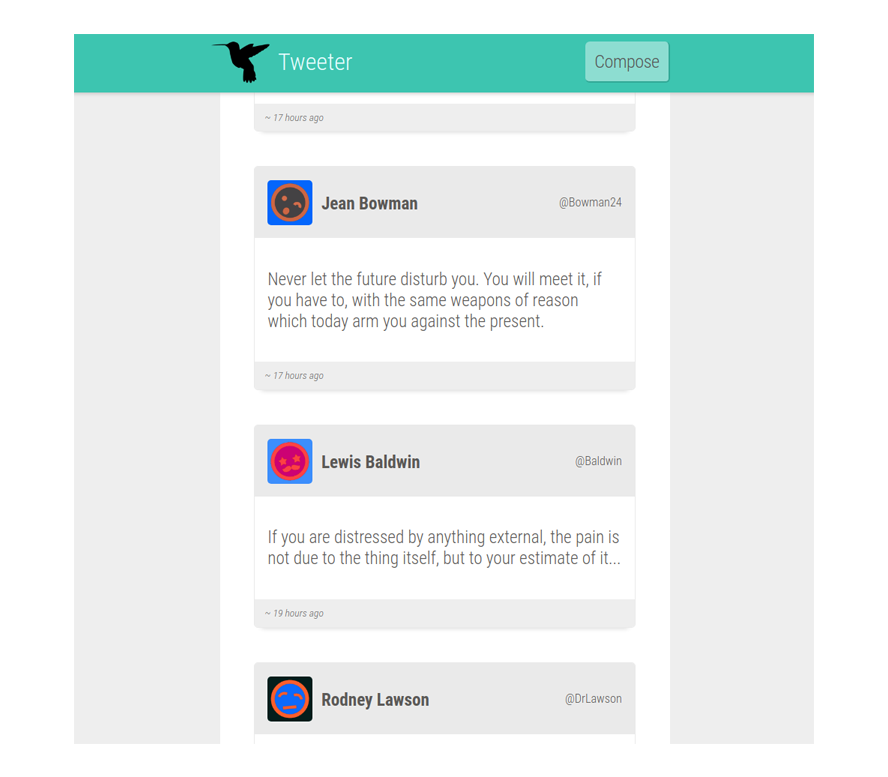 Tweeter
Compose
~ 17 hours ago
Jean Bowman
@Bowman24
Never let the future disturb you. You will meet it, if
you have to, with the same weapons of reason
which today arm you against the present.
~ 17 hours ago
Lewis Baldwin
@Baldwin
If you are distressed by anything external, the pain is
not due to the thing itself, but to your estimate of it...
~ 19 hours ago
Rodney Lawson
@DrLawson